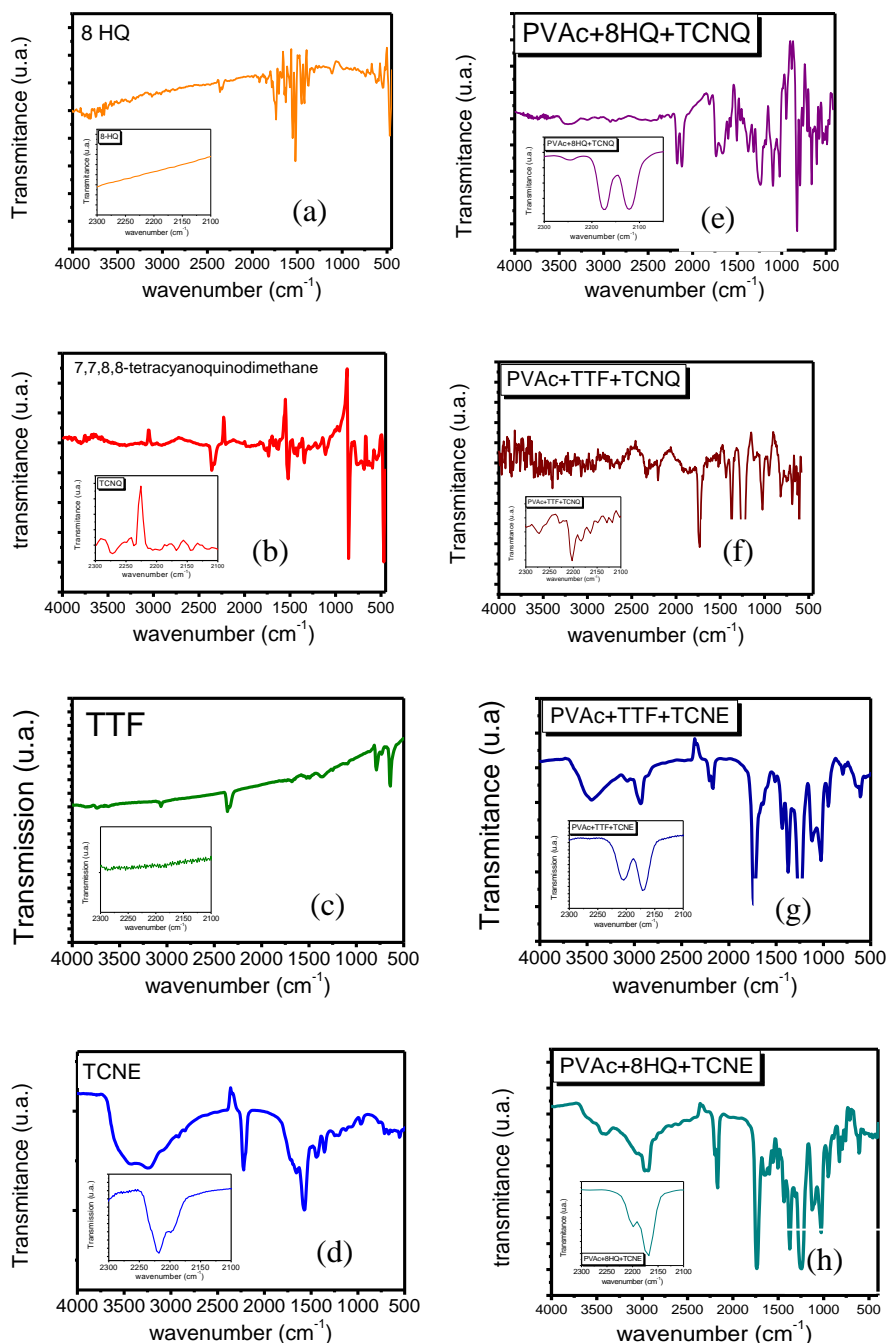 8 HQ
Transmitance (u.a.)
8-HQ
Transmitance (u.a.)
2300 2250 2200 2150 2100
wavenumber (cm-1)
(a)
4000 3500 3000 2500 2000 1500 1000 500
wavenumber (cm-1)
PVAc+8HQ+TCNQ
Transmitance (u.a.)
PVAc+8HQ+TCNQ
Transmitance (u.a.)
2300 2200 2100
wavenumber (cm-1)
(e)
4000 3500 3000 2500 2000 1500 1000 500
wavenumber (cm-1)
7,7,8,8-tetracyanoquinodimethane
transmitance (u.a.)
TCNQ
Transmitance (u.a.)
2300 2250 2200 2150 2100
wavenumber (cm-1)
(b)
4000 3500 3000 2500 2000 1500 1000 500
wavenumber (cm-1)
PVAc+TTF+TCNQ
Transmitance (u.a.)
PVAc+TTF+TCNQ
Transmitance (u.a.)
2300 2250 2200 2150 2100
wavenumber (cm-1)
(f)
4000 3500 3000 2500 2000 1500 1000 500
wavenumber (cm-1)
TTF
Transmission (u.a.)
Transmission (u.a.)
2300 2250 2200 2150 2100
wavenumber (cm-1)
(c)
4000 3500 3000 2500 2000 1500 1000 500
wavenumber (cm-1)
PVAc+TTF+TCNE
Transmitance (u.a)
PVAc+TTF+TCNE
Transmission (u.a.)
2300 2250 2200 2150 2100
wavenumber (cm-1)
(g)
4000 3500 3000 2500 2000 1500 1000 500
wavenumber (cm-1)
TCNE
Transmitance (u.a.)
Transmission (u.a.)
2300 2250 2200 2150 2100
wavenumber (cm-1)
(d)
4000 3500 3000 2500 2000 1500 1000 500
wavenumber (cm-1)
PVAc+8HQ+TCNE
transmitance (u.a.)
Transmitance (u.a.)
PVAc+8HQ+TCNE
2300 2250 2200 2150 2100
wavenumber (cm-1)
(h)
4000 3500 3000 2500 2000 1500 1000 500
wavenumber (cm-1)